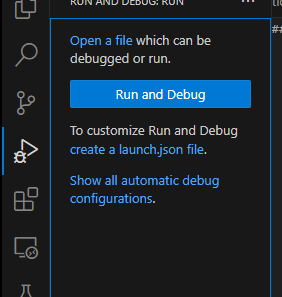 RUN AND DEBUG: RUN
Open a file which can be
debugged or run.
Run and Debug
To customize Run and Debug
create a launch.json file.
Show all automatic debug
configurations.
##